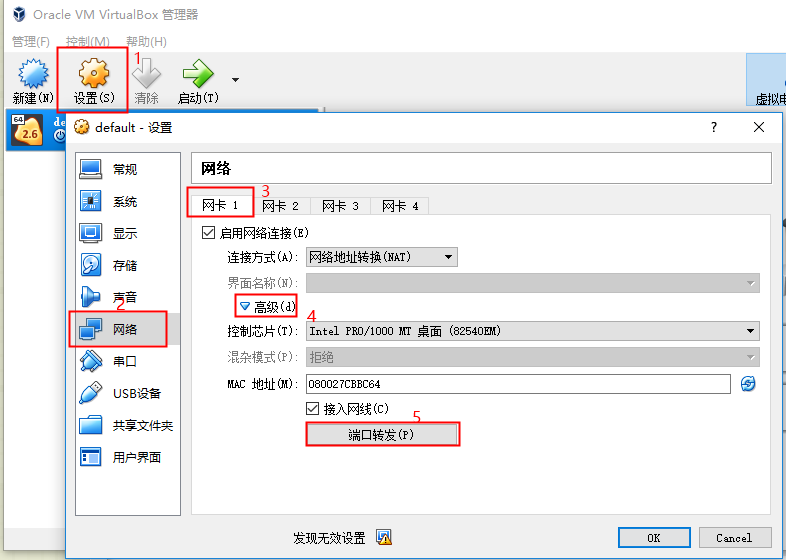 Oracle VM VirtualBox 管理器
管理(F) 控制(M) 帮助(H)
1
新建(N) 设置(S) 清除 启动(T)
64
2.6
de
default - 设置
?
常规
系统
显示
存储
声音
2
网络
串口
USB设备
共享文件夹
用户界面
网络
3
网卡 1 网卡 2 网卡 3 网卡 4
启用网络连接(E)
连接方式(A): 网络地址转换(NAT)
界面名称(N):
高级(d)
4
控制芯片(T): Intel PRO/1000 MT 桌面 (82540EM)
混杂模式(P): 拒绝
MAC 地址(M): 080027CBBC64
接入网线(C)
5
端口转发(P)
发现无效设置
OK Cancel